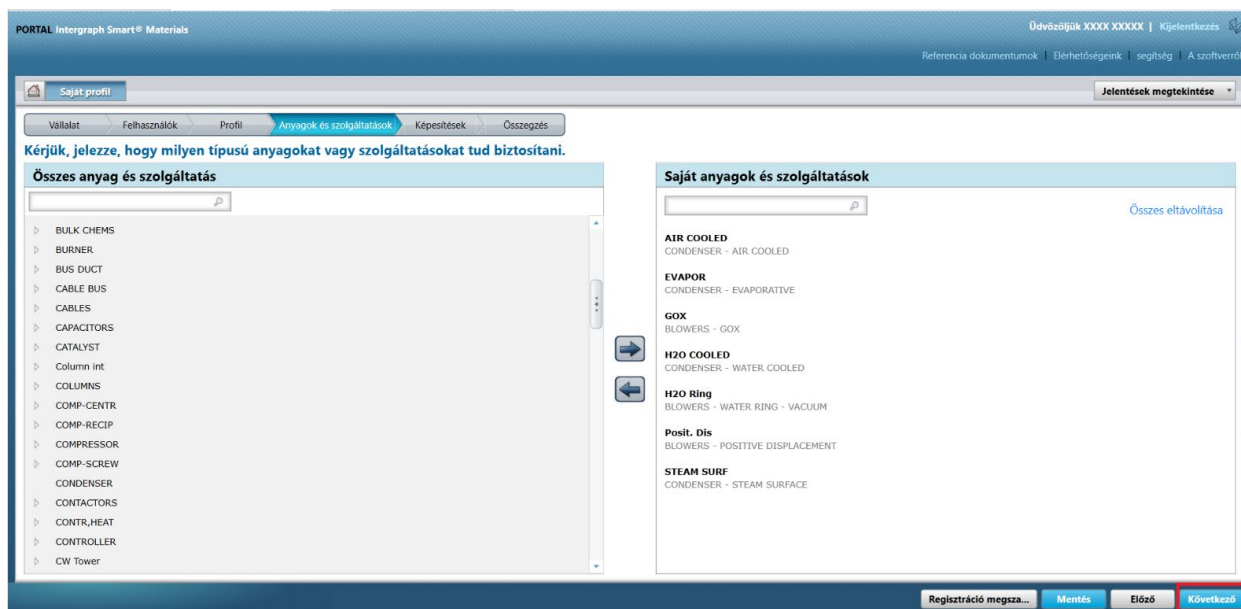 PORTAL Intergraph Smart® Materials
Üdvözöljük XXXX XXXXX | Kijelentkezés
Referencia dokumentumok | Elérhetőségeink | segítség | A szoftverről
Saját profil
Jelentések megtekintése
Vállalat Felhasználók Profil Anyagok és szolgáltatások Képesítések Összegzés
Kérjük, jelezze, hogy milyen típusú anyagokat vagy szolgáltatásokat tud biztosítani.
Összes anyag és szolgáltatás
BULK CHEMS
BURNER
BUS DUCT
CABLE BUS
CABLES
CAPACITORS
CATALYST
Column int
COLUMNS
COMP-CENTR
COMP-RECIP
COMPRESSOR
COMP-SCREW
CONDENSER
CONTACTORS
CONTR,HEAT
CONTROLLER
CW Tower
Saját anyagok és szolgáltatások
Összes eltávolítása
AIR COOLED
CONDENSER - AIR COOLED
EVAPOR
CONDENSER - EVAPORATIVE
GOX
BLOWERS - GOX
H2O COOLED
CONDENSER - WATER COOLED
H2O Ring
BLOWERS - WATER RING - VACUUM
Posit. Dis
BLOWERS - POSITIVE DISPLACEMENT
STEAM SURF
CONDENSER - STEAM SURFACE
Regisztráció megsza... Mentés Előző Következő